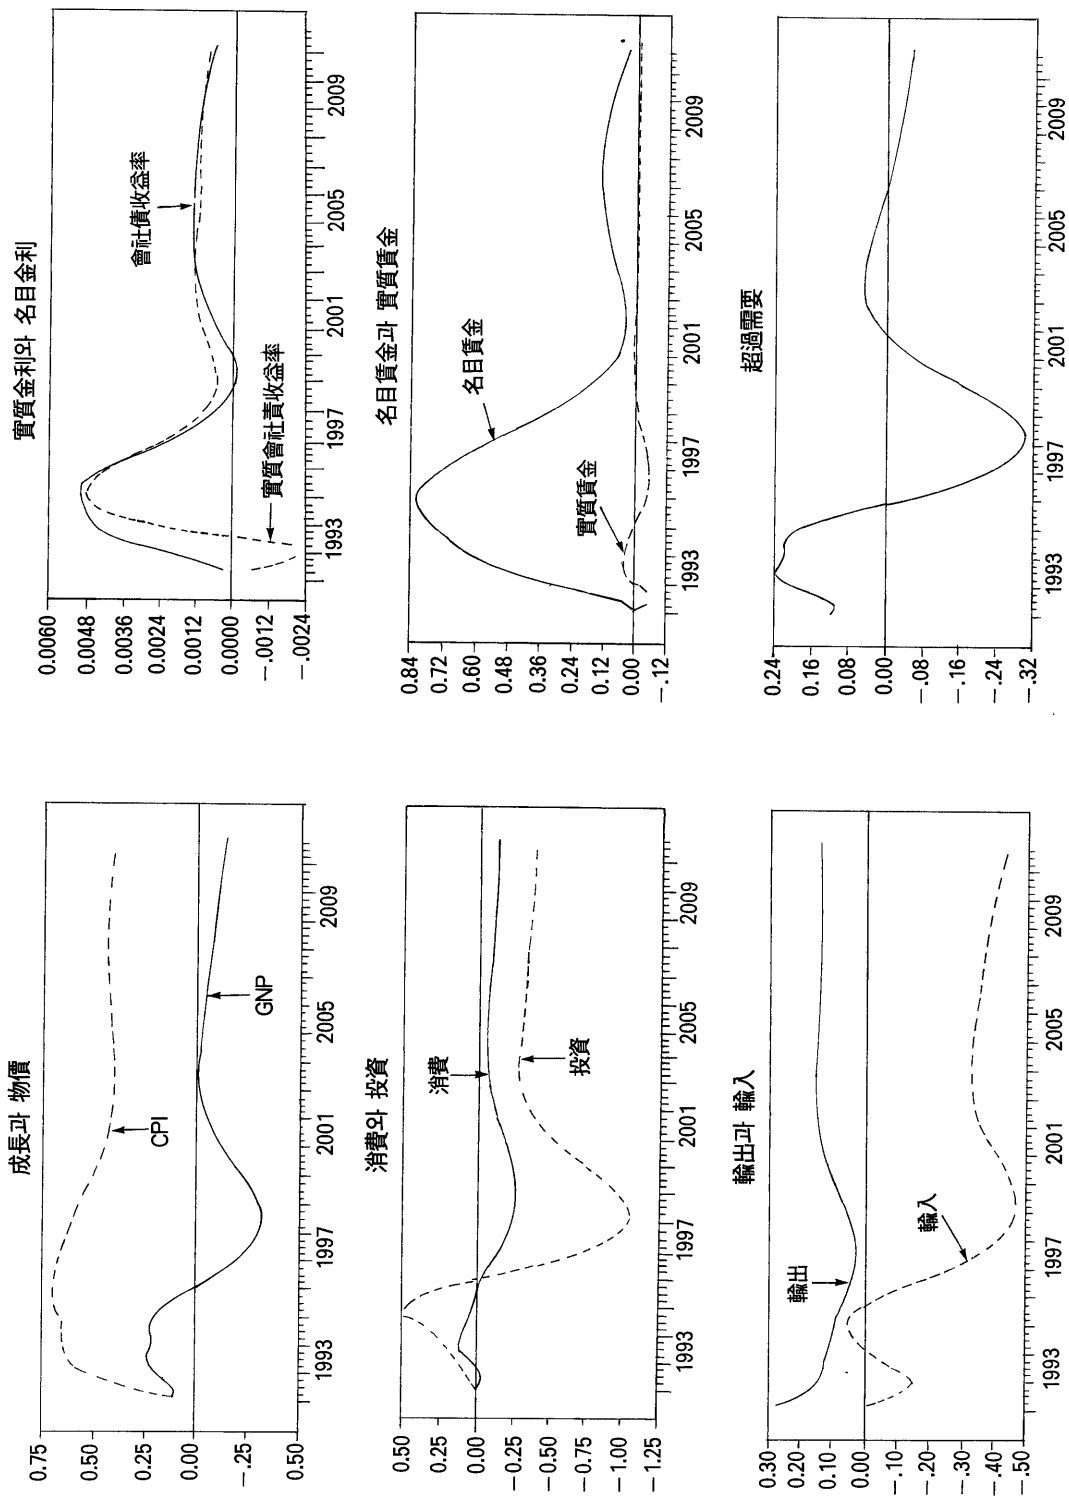 成長과 物價
0.75
0.50
0.25
0.00
−.25
−.50
CPI
GNP
1993 1997 2001 2005 2009
實質金利와 名目金利
0.0060
0.0048
0.0036
0.0024
0.0012
0.0000
−.0012
−.0024
會社債收益率
實質會社責收益率
1993 1997 2001 2005 2009
消費와 投資
0.50
0.25
0.00
−0.25
−0.50
−0.75
−1.00
−1.25
消費
投資
1993 1997 2001 2005 2009
名目賃金과 實質賃金
0.84
0.72
0.60
0.48
0.36
0.24
0.12
0.00
−.12
名目賃金
實質賃金
1993 1997 2001 2005 2009
輸出과 輸入
0.30
0.20
0.10
0.00
−.10
−.20
−.30
−.40
−.50
輸出
輸入
1993 1997 2001 2005 2009
超過需要
0.24
0.16
0.08
0.00
−.08
−.16
−.24
−.32
1993 1997 2001 2005 2009